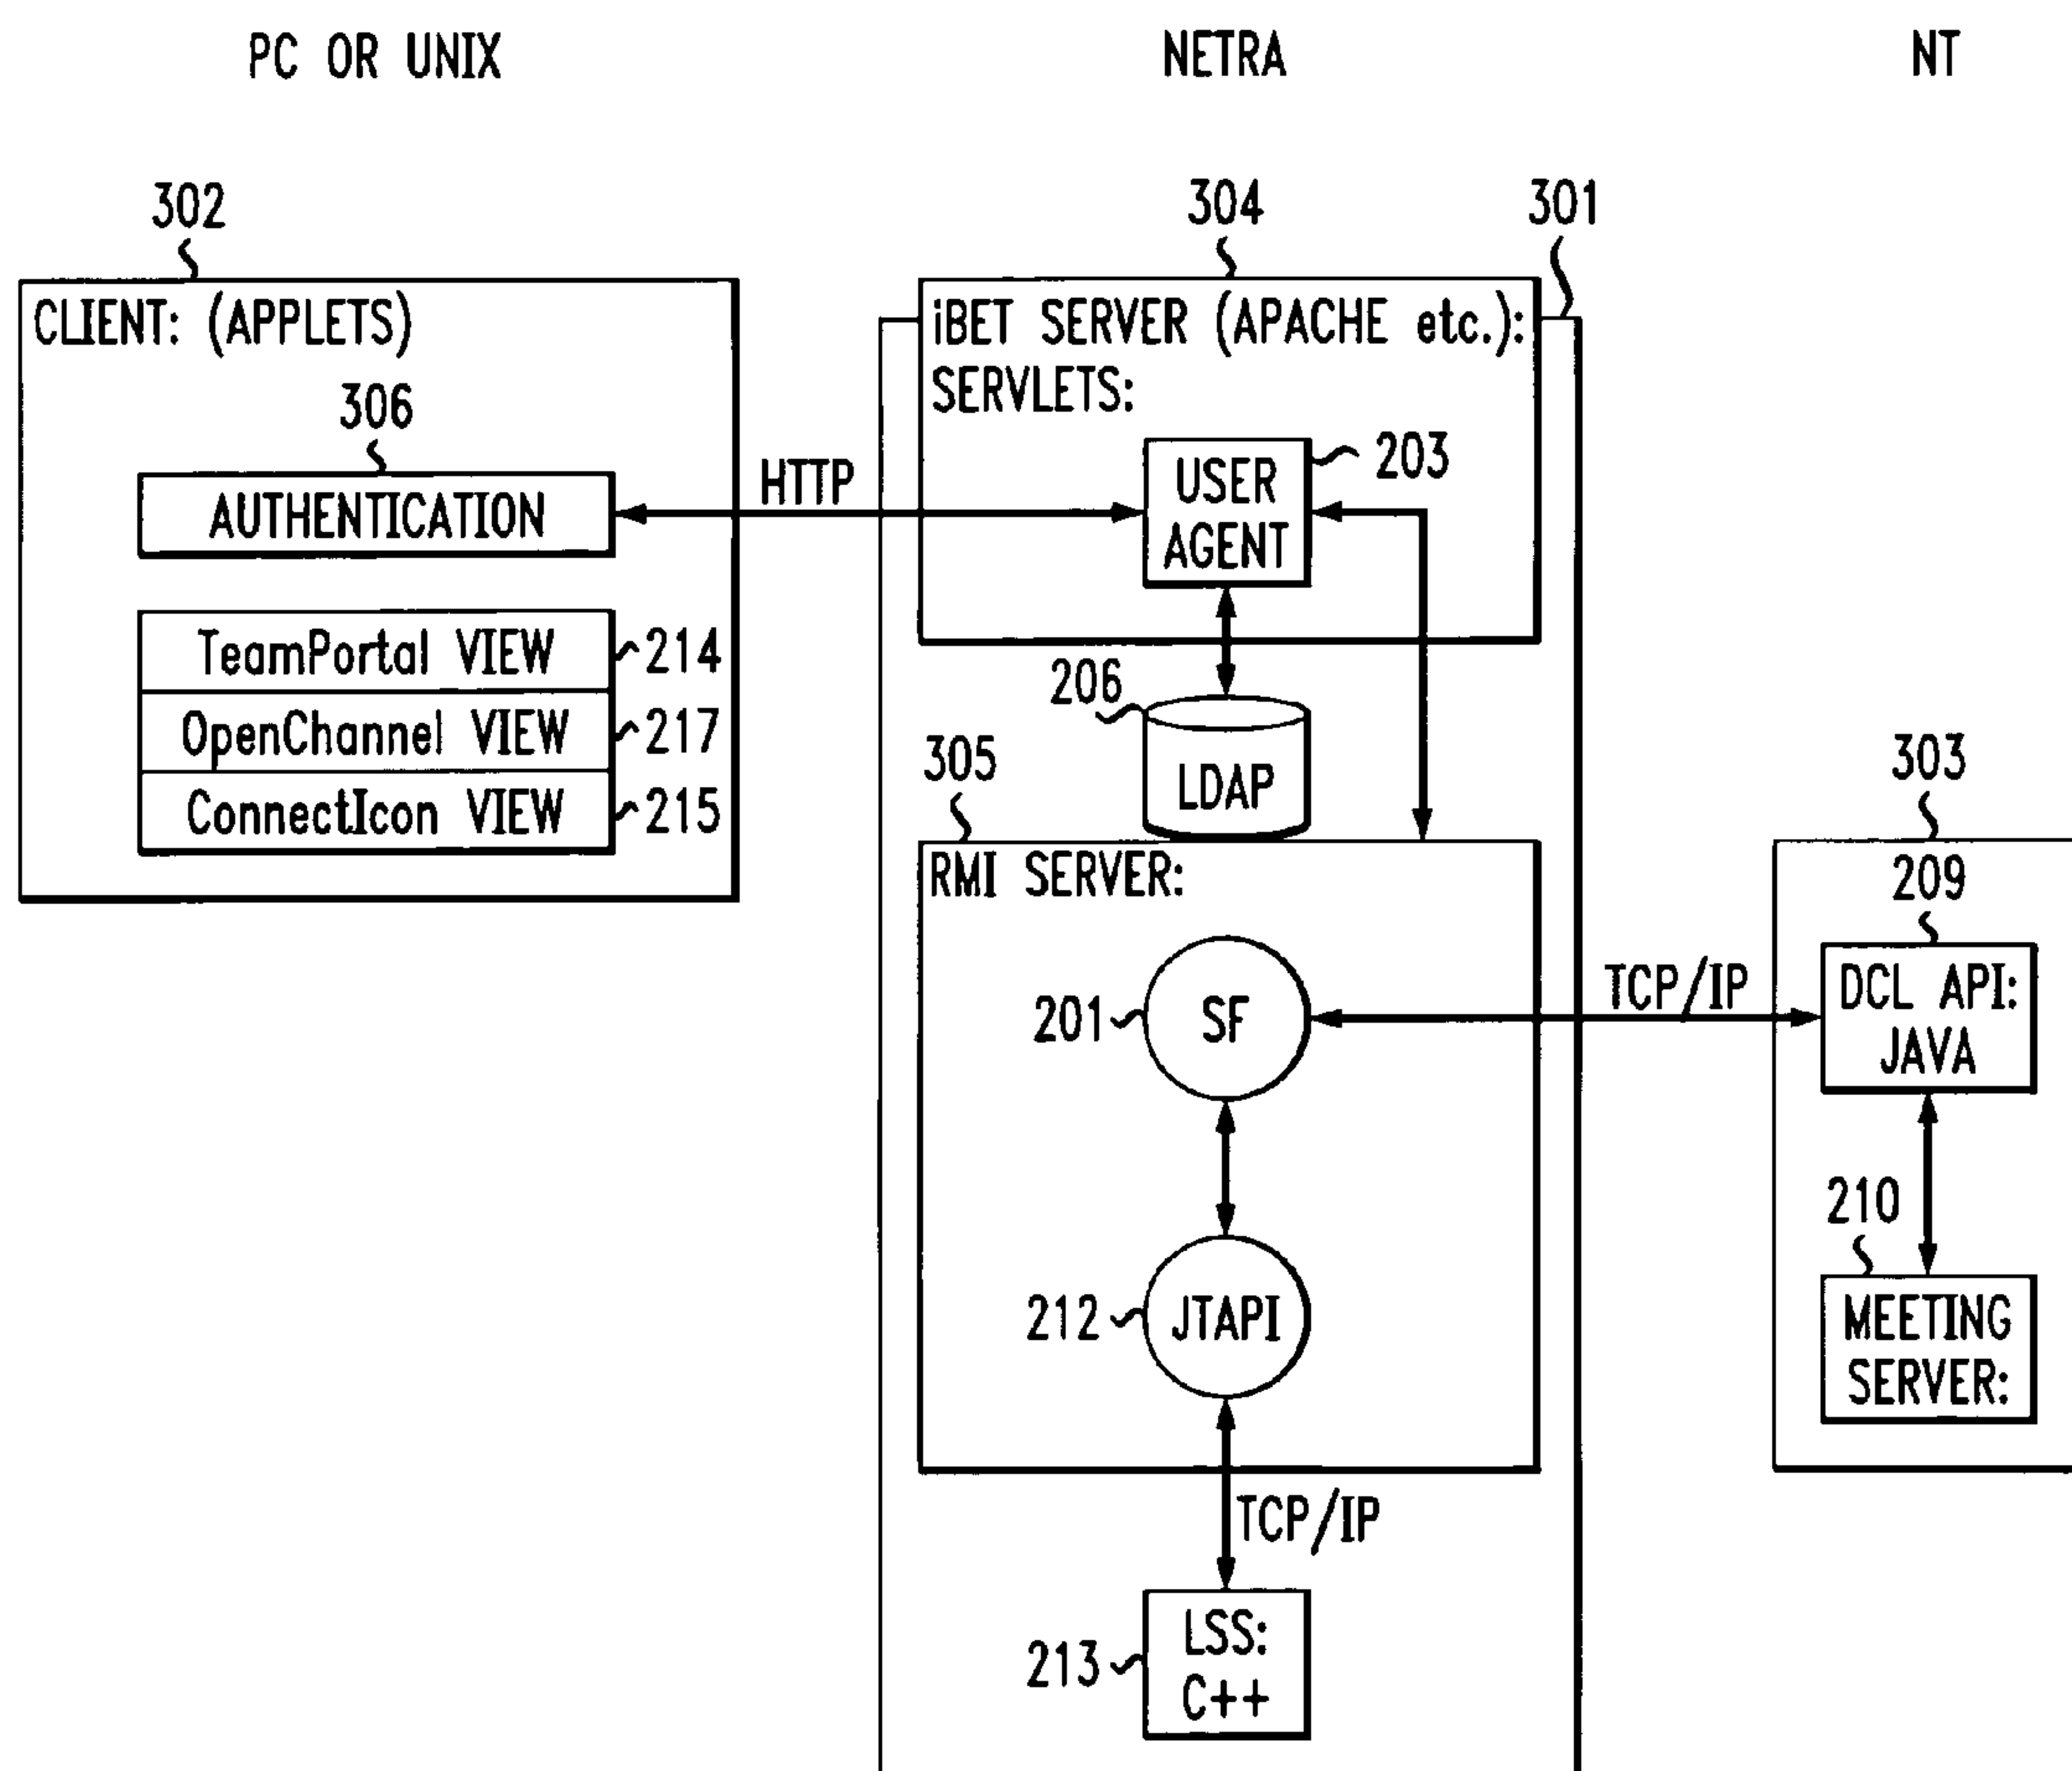 PC OR UNIX
NETRA
NT
302
304
301
CLIENT: (APPLETS)
iBET SERVER (APACHE etc.):
SERVLETS:
306
203
HTTP
USER
AGENT
AUTHENTICATION
TeamPortal VIEW
214
206
OpenChannel VIEW
217
305
LDAP
303
ConnectIcon VIEW
215
RMI SERVER:
209
201
SF
TCP/IP
DCL API:
JAVA
210
212
JTAPI
MEETING
SERVER:
TCP/IP
213
LSS:
C++